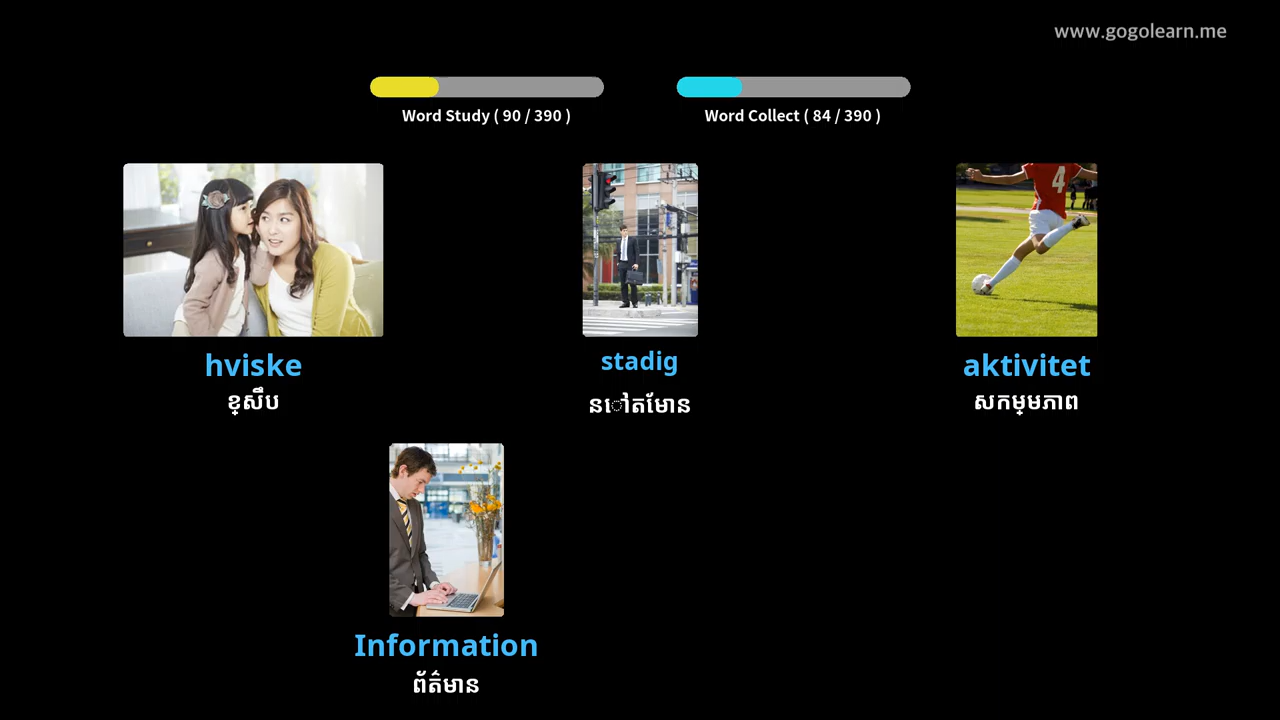 www.gogolearn.me
Word Study ( 90 / 390 )
Word Collect ( 84 / 390 )
hviske
ខ្សឹប
stadig
នៅតែមាន
aktivitet
សកម្មភាព
Information
ព័ត៌មាន